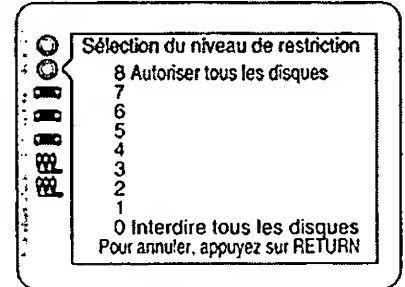 Sélection du niveau de restriction
8 Autoriser tous les disques
7
6
5
4
3
2
1
0 Interdire tous les disques
Pour annuler, appuyez sur RETURN